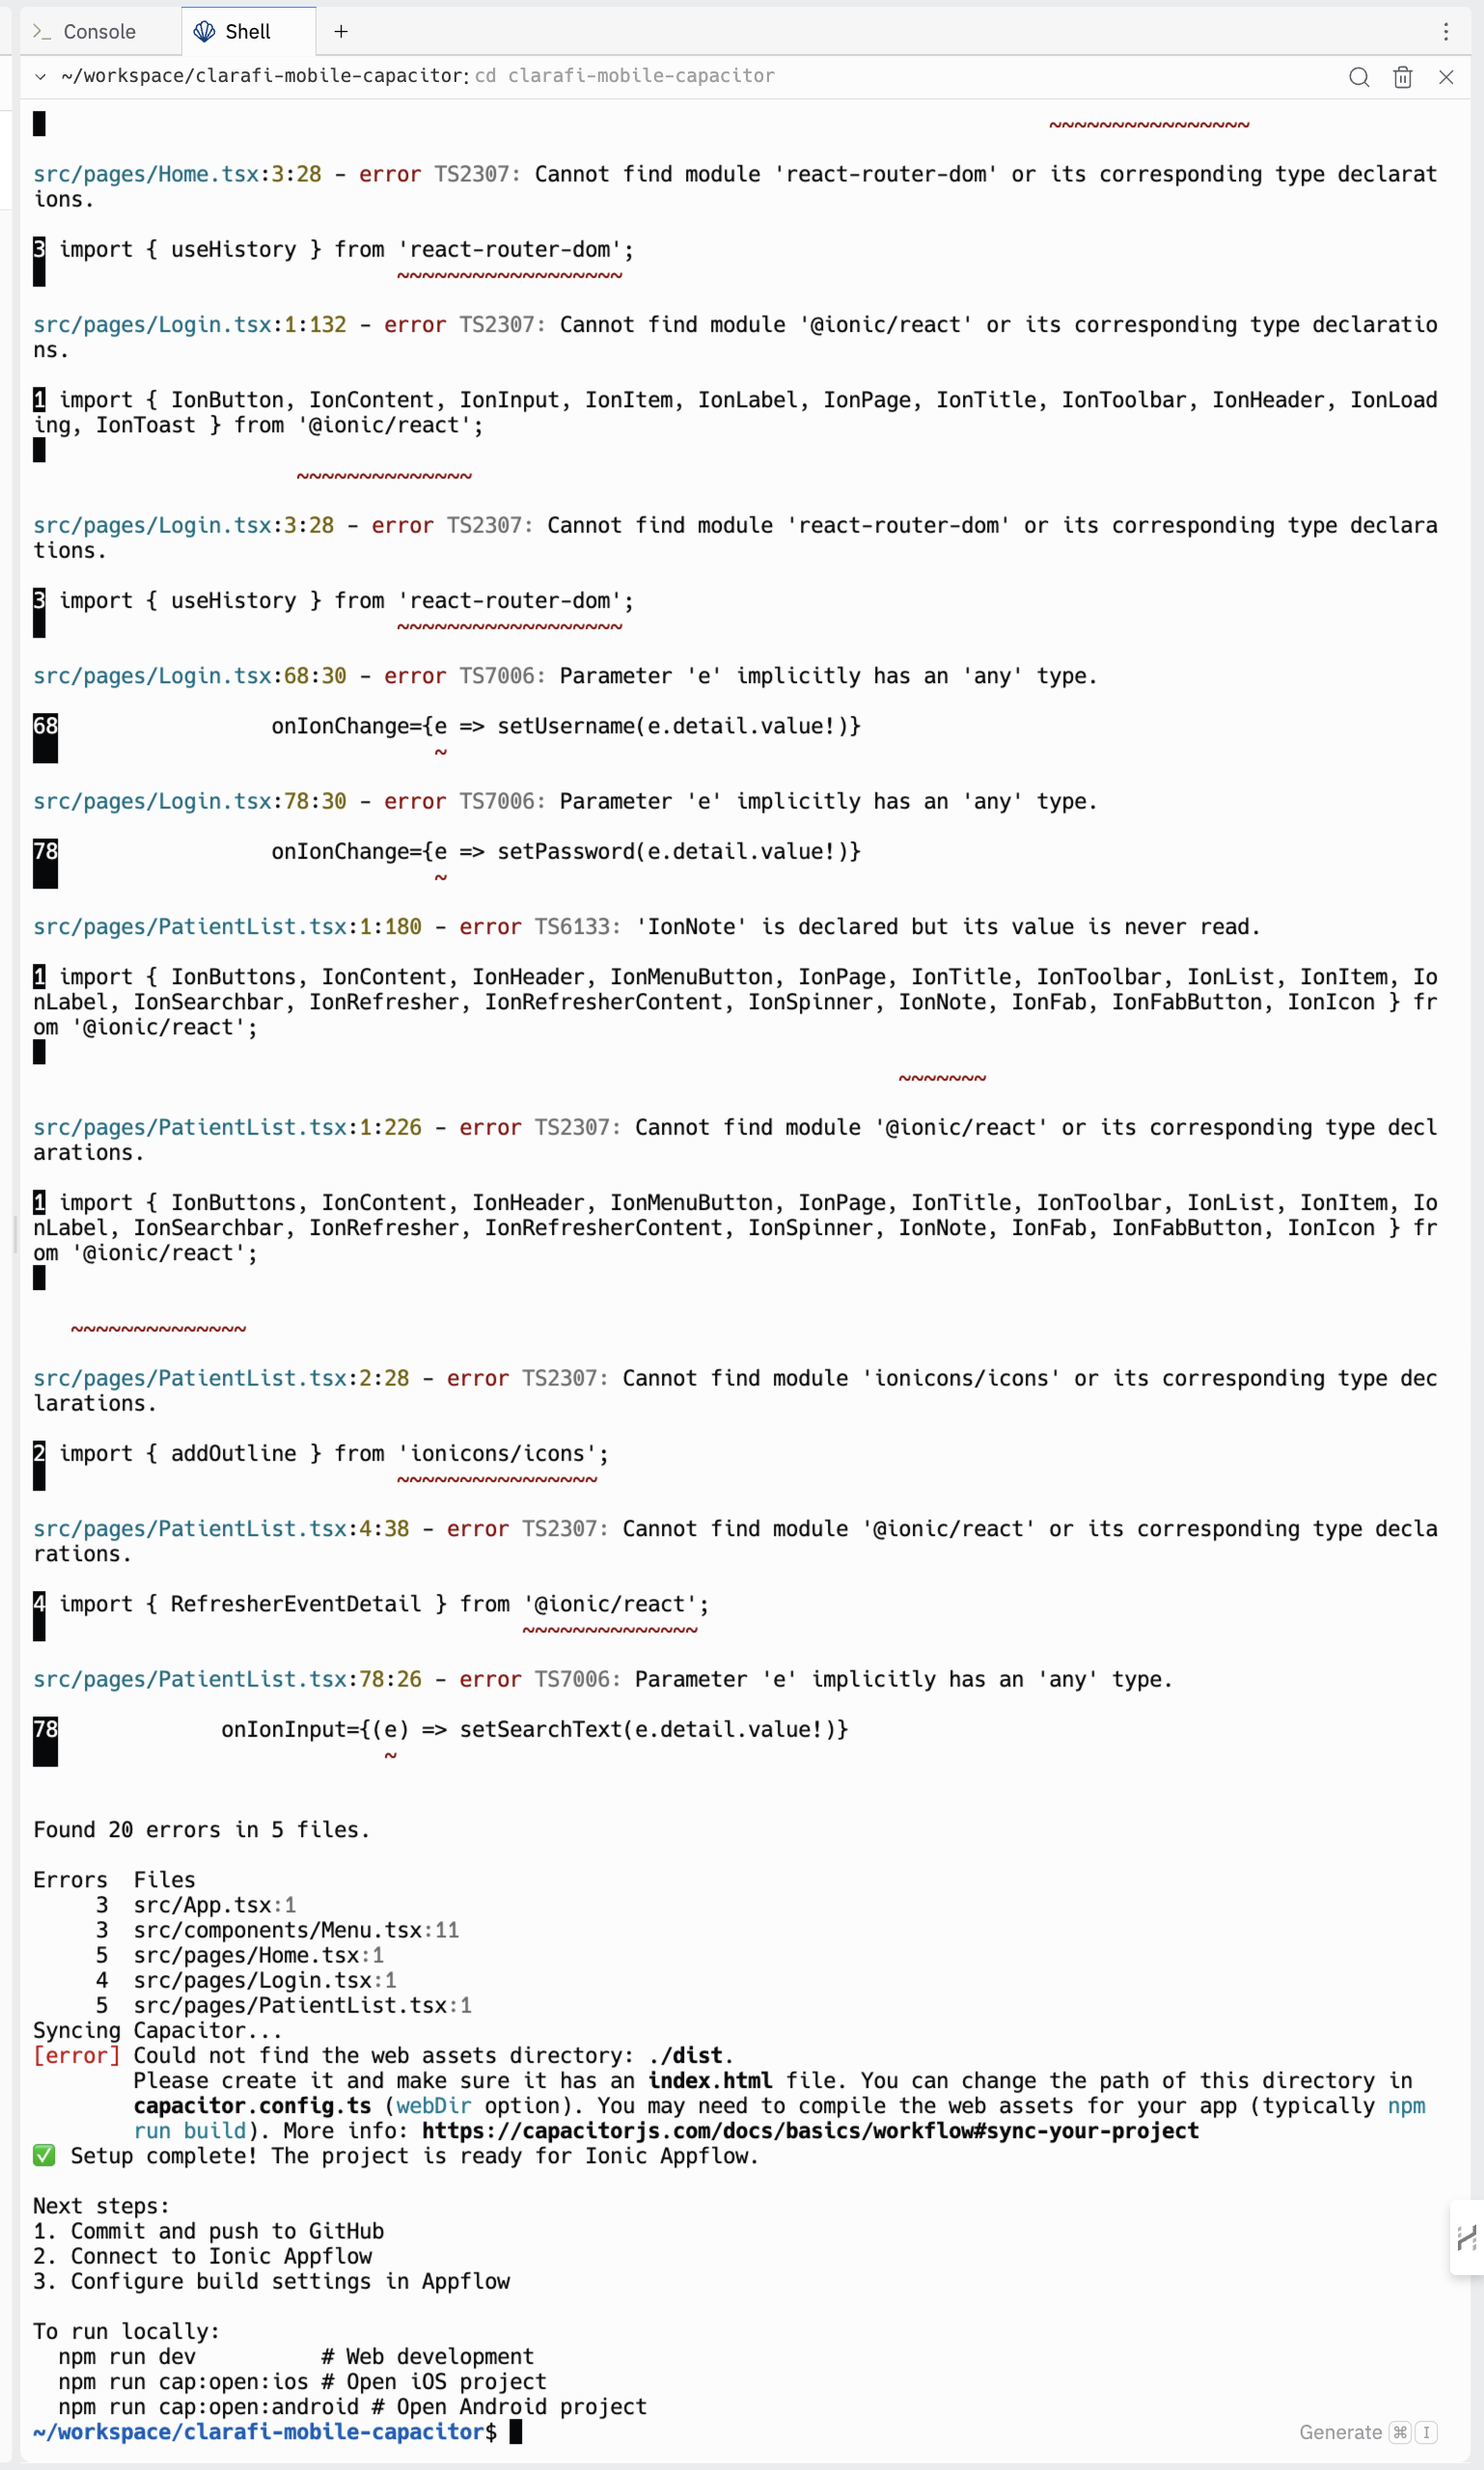 Console
Shell
+
~/workspace/clarafi-mobile-capacitor: cd clarafi-mobile-capacitor
~~~~~~~~~~~~~~~~
src/pages/Home.tsx:3:28 - error TS2307: Cannot find module 'react-router-dom' or its corresponding type declarat
ions.
3 import { useHistory } from 'react-router-dom';
~~~~~~~~~~~~~~~~~~
src/pages/Login.tsx:1:132 - error TS2307: Cannot find module '@ionic/react' or its corresponding type declaratio
ns.
1 import { IonButton, IonContent, IonInput, IonItem, IonLabel, IonPage, IonTitle, IonToolbar, IonHeader, IonLoad
ing, IonToast } from '@ionic/react';
~~~~~~~~~~~~~~
src/pages/Login.tsx:3:28 - error TS2307: Cannot find module 'react-router-dom' or its corresponding type declara
tions.
3 import { useHistory } from 'react-router-dom';
~~~~~~~~~~~~~~~~~~
src/pages/Login.tsx:68:30 - error TS7006: Parameter 'e' implicitly has an 'any' type.
68                 onIonChange={e => setUsername(e.detail.value!)}
~
src/pages/Login.tsx:78:30 - error TS7006: Parameter 'e' implicitly has an 'any' type.
78                 onIonChange={e => setPassword(e.detail.value!)}
~
src/pages/PatientList.tsx:1:180 - error TS6133: 'IonNote' is declared but its value is never read.
1 import { IonButtons, IonContent, IonHeader, IonMenuButton, IonPage, IonTitle, IonToolbar, IonList, IonItem, Io
nLabel, IonSearchbar, IonRefresher, IonRefresherContent, IonSpinner, IonNote, IonFab, IonFabButton, IonIcon } fr
om '@ionic/react';
~~~~~~~
src/pages/PatientList.tsx:1:226 - error TS2307: Cannot find module '@ionic/react' or its corresponding type decl
arations.
1 import { IonButtons, IonContent, IonHeader, IonMenuButton, IonPage, IonTitle, IonToolbar, IonList, IonItem, Io
nLabel, IonSearchbar, IonRefresher, IonRefresherContent, IonSpinner, IonNote, IonFab, IonFabButton, IonIcon } fr
om '@ionic/react';
~~~~~~~~~~~~~~
src/pages/PatientList.tsx:2:28 - error TS2307: Cannot find module 'ionicons/icons' or its corresponding type dec
larations.
2 import { addOutline } from 'ionicons/icons';
~~~~~~~~~~~~~~~~
src/pages/PatientList.tsx:4:38 - error TS2307: Cannot find module '@ionic/react' or its corresponding type decla
rations.
4 import { RefresherEventDetail } from '@ionic/react';
~~~~~~~~~~~~~~
src/pages/PatientList.tsx:78:26 - error TS7006: Parameter 'e' implicitly has an 'any' type.
78             onIonInput={(e) => setSearchText(e.detail.value!)}
~
Found 20 errors in 5 files.
Errors  Files
     3  src/App.tsx:1
     3  src/components/Menu.tsx:11
     5  src/pages/Home.tsx:1
     4  src/pages/Login.tsx:1
     5  src/pages/PatientList.tsx:1
Syncing Capacitor...
[error] Could not find the web assets directory: ./dist.
        Please create it and make sure it has an index.html file. You can change the path of this directory in
        capacitor.config.ts (webDir option). You may need to compile the web assets for your app (typically npm
        run build). More info: https://capacitorjs.com/docs/basics/workflow#sync-your-project
✅ Setup complete! The project is ready for Ionic Appflow.
Next steps:
1. Commit and push to GitHub
2. Connect to Ionic Appflow
3. Configure build settings in Appflow
To run locally:
  npm run dev          # Web development
  npm run cap:open:ios # Open iOS project
  npm run cap:open:android # Open Android project
~/workspace/clarafi-mobile-capacitor$
Generate ⌘ I